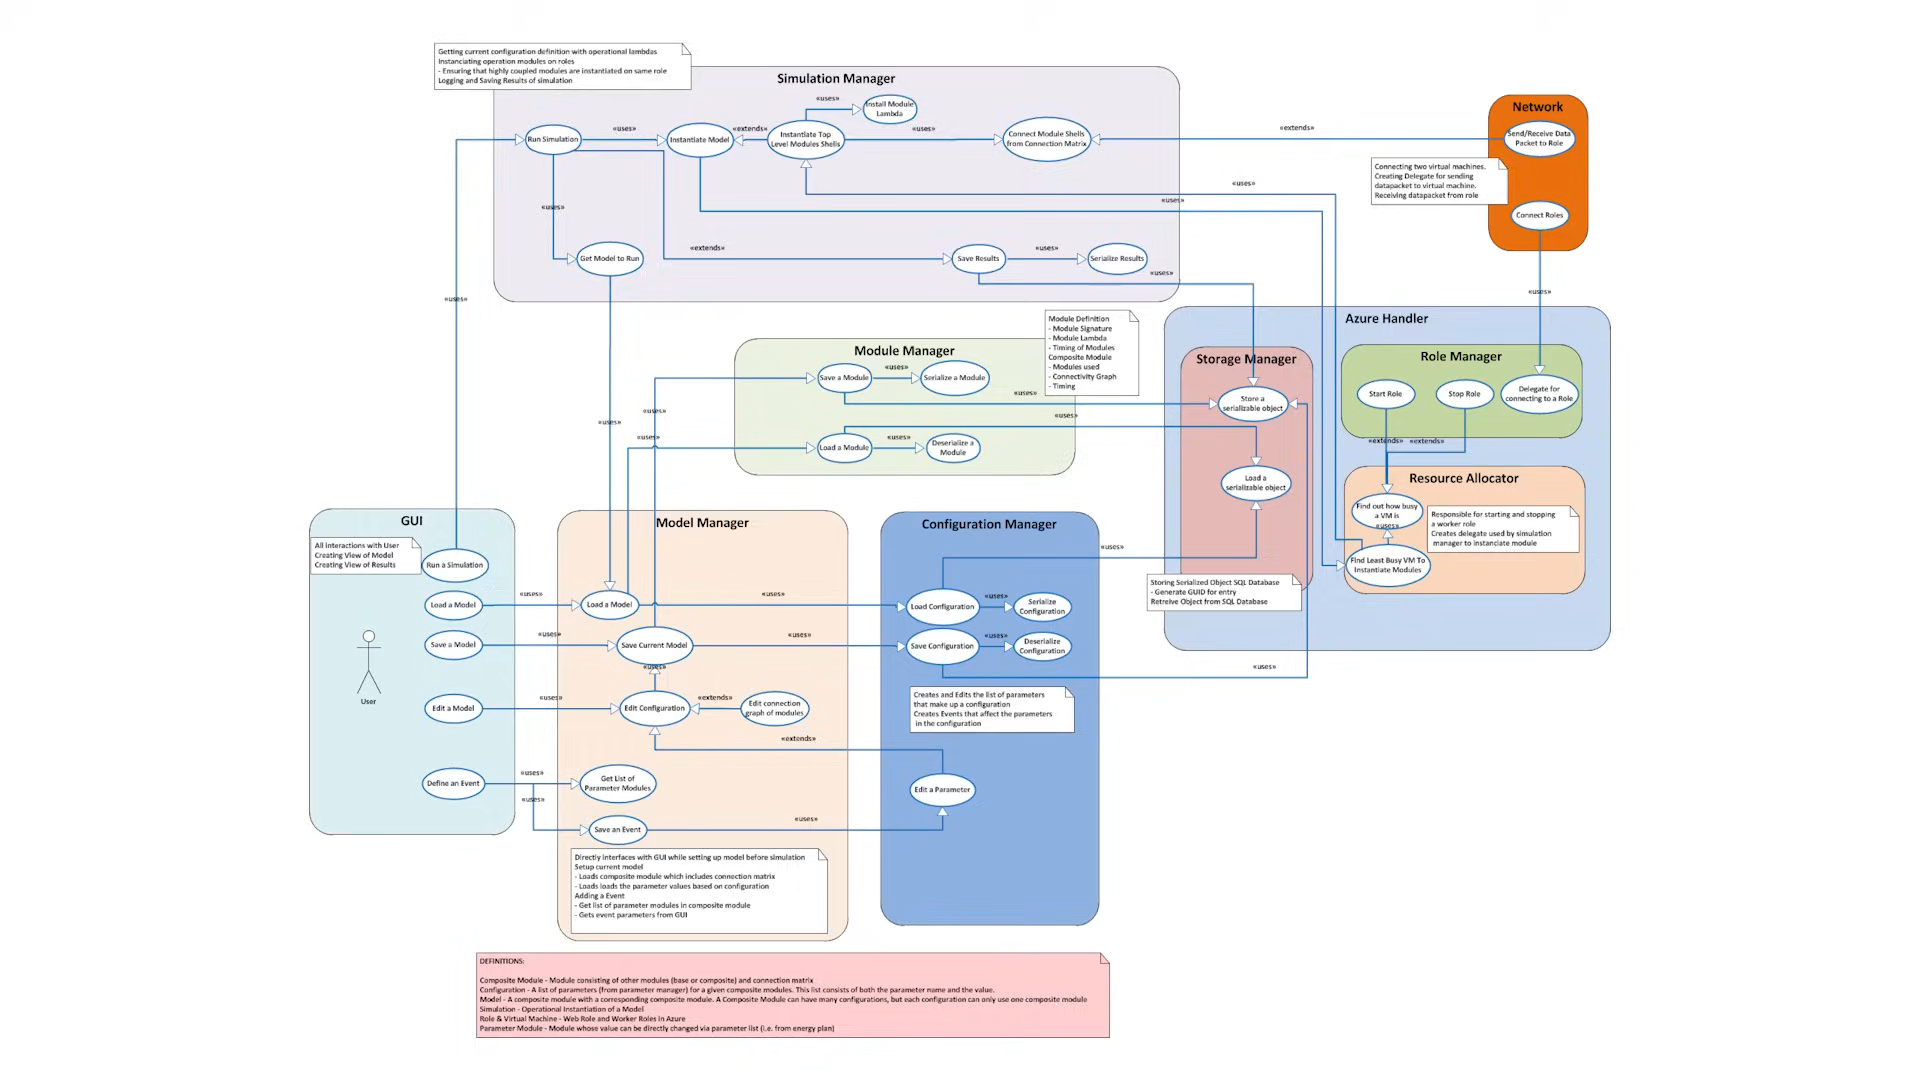 Getting current configuration definition with operational lambdas
Instanciating operation modules on roles
- Ensuring that highly coupled modules are instantiated on same role
Logging and Saving Results of simulation
Simulation Manager
«uses»
Install Module
Lambda
Run Simulation
«uses»
Instantiate Model
«extends»
Instantiate Top
Level Modules Shells
«uses»
Connect Module Shells
from Connection Matrix
«extends»
«uses»
«uses»
«uses»
Get Model to Run
«extends»
Save Results
«uses»
Serialize Results
«uses»
Network
Send/Receive Data
Packet to Role
Connecting two virtual machines.
Creating Delegate for sending
datapacket to virtual machine.
Receiving datapacket from role
Connect Roles
«uses»
«uses»
Module Manager
Module Definition
- Module Signature
- Module Lambda
- Timing of Modules
Composite Module
- Modules used
- Connectivity Graph
- Timing
Save a Module
«uses»
Serialize a Module
«uses»
«uses»
Load a Module
«uses»
Deserialize a
Module
«uses»
«uses»
«uses»
Azure Handler
Storage Manager
Store a
serializable object
Load a
serializable object
Role Manager
Start Role
Stop Role
Delegate for
connecting to a Role
«extends»
«extends»
Resource Allocator
Find out how busy
a VM is
«uses»
Find Least Busy VM To
Instantiate Modules
Responsible for starting and stopping
a worker role
Creates delegate used by simulation
manager to instanciate module
Storing Serialized Object SQL Database
- Generate GUID for entry
Retreive Object from SQL Database
GUI
All interactions with User
Creating View of Model
Creating View of Results
Run a Simulation
Load a Model
Save a Model
Edit a Model
Define an Event
User
«uses»
«uses»
«uses»
«uses»
«uses»
Model Manager
Load a Model
«uses»
Save Current Model
«uses»
«uses»
Edit Configuration
«extends»
Edit connection
graph of modules
«extends»
Get List of
Parameter Modules
Save an Event
«uses»
Directly interfaces with GUI while setting up model before simulation
Setup current model
- Loads composite module which includes connection matrix
- Loads loads the parameter values based on configuration
Adding a Event
- Get list of parameter modules in composite module
- Gets event parameters from GUI
Configuration Manager
«uses»
Load Configuration
«uses»
Serialize
Configuration
Save Configuration
«uses»
Deserialize
Configuration
«uses»
Creates and Edits the list of parameters
that make up a configuration
Creates Events that affect the parameters
in the configuration
Edit a Parameter
DEFINITIONS:
Composite Module - Module consisting of other modules (base or composite) and connection matrix
Configuration - A list of parameters (from parameter manager) for a given composite modules. This list consists of both the parameter name and the value.
Model - A composite module with a corresponding composite module. A Composite Module can have many configurations, but each configuration can only use one composite module
Simulation - Operational Instantiation of a Model
Role & Virtual Machine - Web Role and Worker Roles in Azure
Parameter Module - Module whose value can be directly changed via parameter list (i.e. from energy plan)